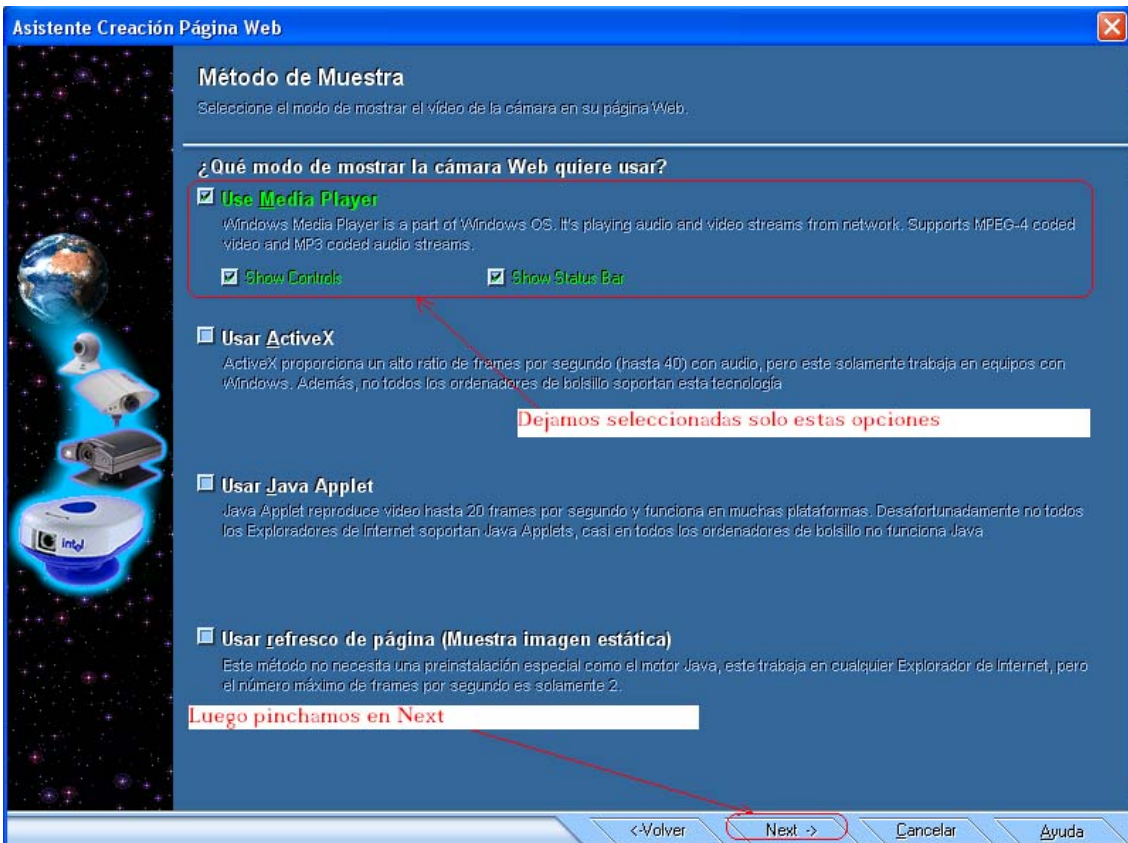 Asistente Creación Página Web
Método de Muestra
Seleccione el modo de mostrar el vídeo de la cámara en su página Web.
¿Qué modo de mostrar la cámara Web quiere usar?
Use Media Player
Windows Media Player is a part of Windows OS. It's playing audio and video streams from network. Supports MPEG-4 coded
video and MP3 coded audio streams.
Show Controls Show Status Bar
Usar ActiveX
ActiveX proporciona un alto ratio de frames por segundo (hasta 40) con audio, pero este solamente trabaja en equipos con
Windows. Además, no todos los ordenadores de bolsillo soportan esta tecnología
Dejamos seleccionadas solo estas opciones
Usar Java Applet
Java Applet reproduce video hasta 20 frames por segundo y funciona en muchas plataformas. Desafortunadamente no todos
los Exploradores de Internet soportan Java Applets, casi en todos los ordenadores de bolsillo no funciona Java
intel
Usar refresco de página (Muestra imagen estática)
Este método no necesita una preinstalación especial como el motor Java, este trabaja en cualquier Explorador de Internet, pero
el número máximo de frames por segundo es solamente 2.
Luego pinchamos en Next
<-Volver Next -> Cancelar Ayuda